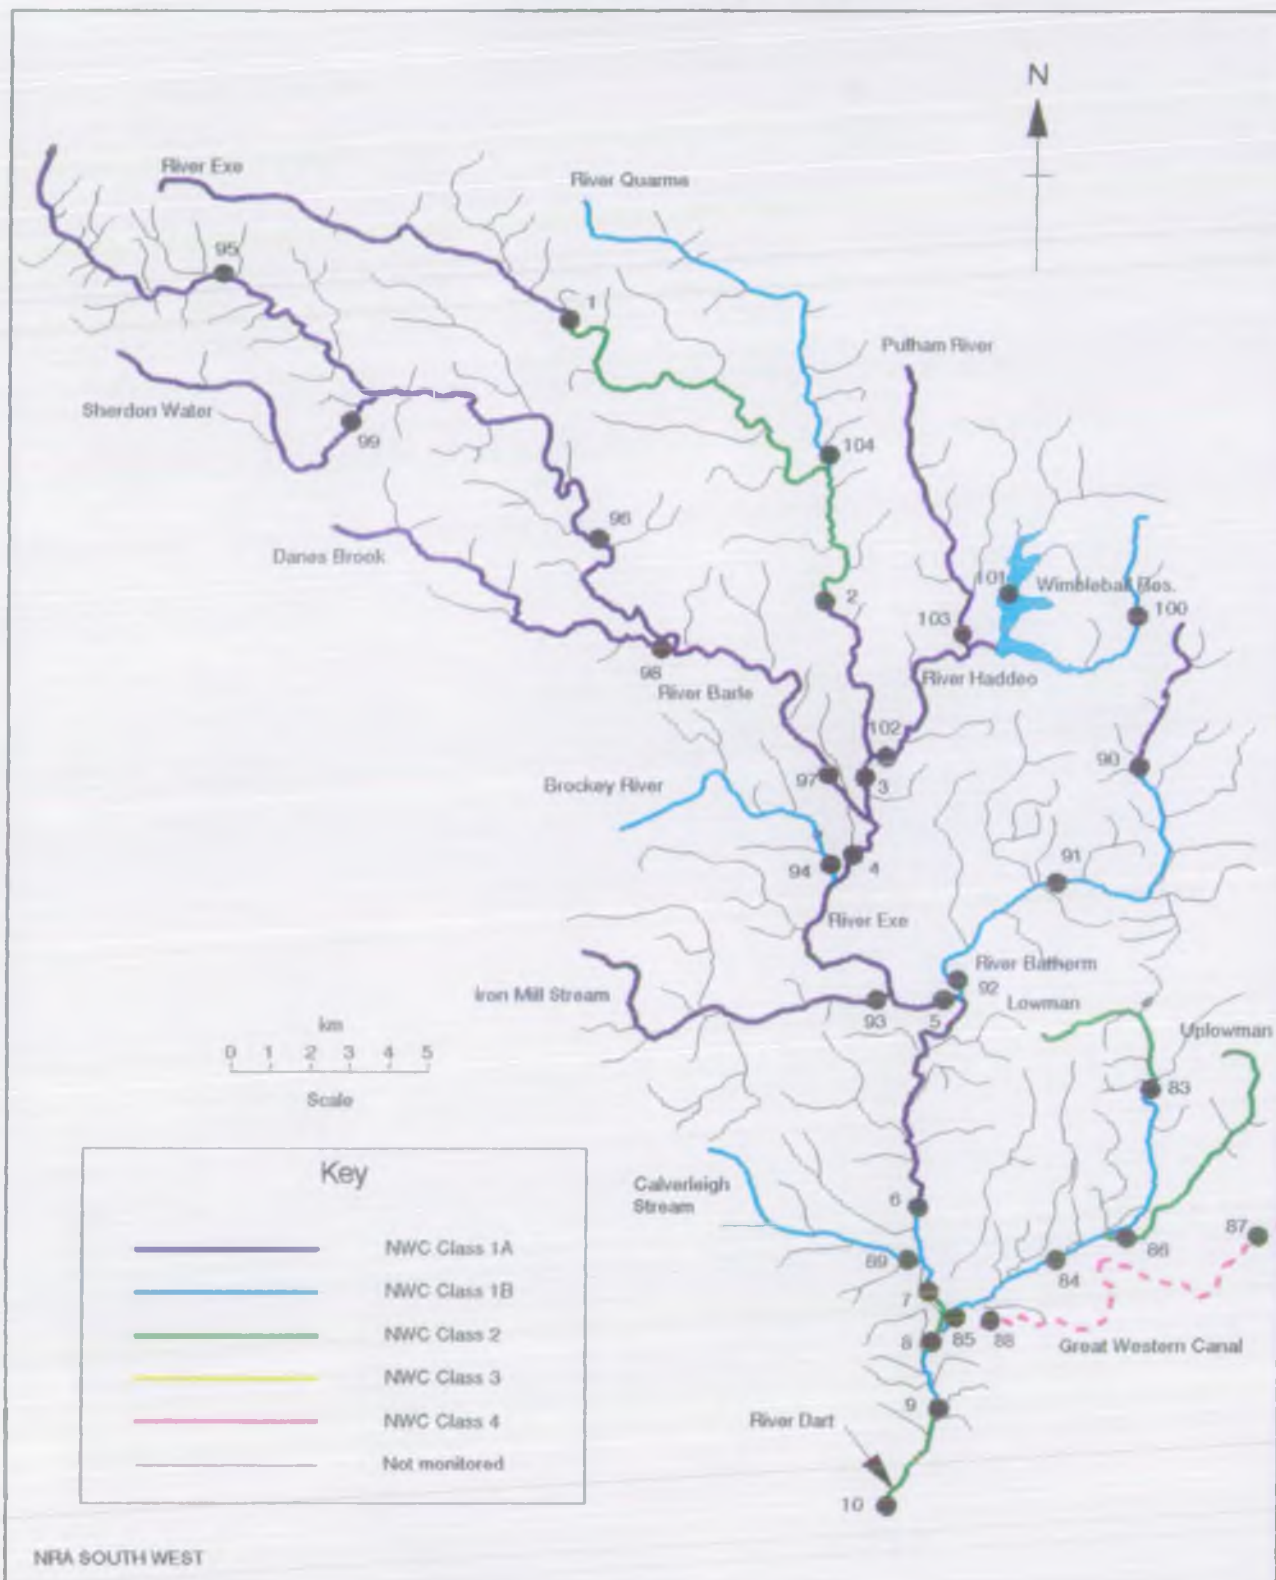 N
River Exe
River Quarme
95
1
Pulham River
Sherdon Water
99
104
96
Danes Brook
101
Wimbleball Res.
2
100
103
98
River Haddeo
River Barle
102
90
97
3
Brockey River
91
94
4
River Exe
River Batherm
Iron Mill Stream
92
Lowman
93
5
km
Uplowman
0 1 2 3 4 5
83
Scale
Key
Calverleigh
Stream
6
87
86
NWC Class 1A
89
84
NWC Class 1B
7
85
88
NWC Class 2
8
Great Western Canal
NWC Class 3
9
NWC Class 4
River Dart
Not monitored
10
NRA SOUTH WEST